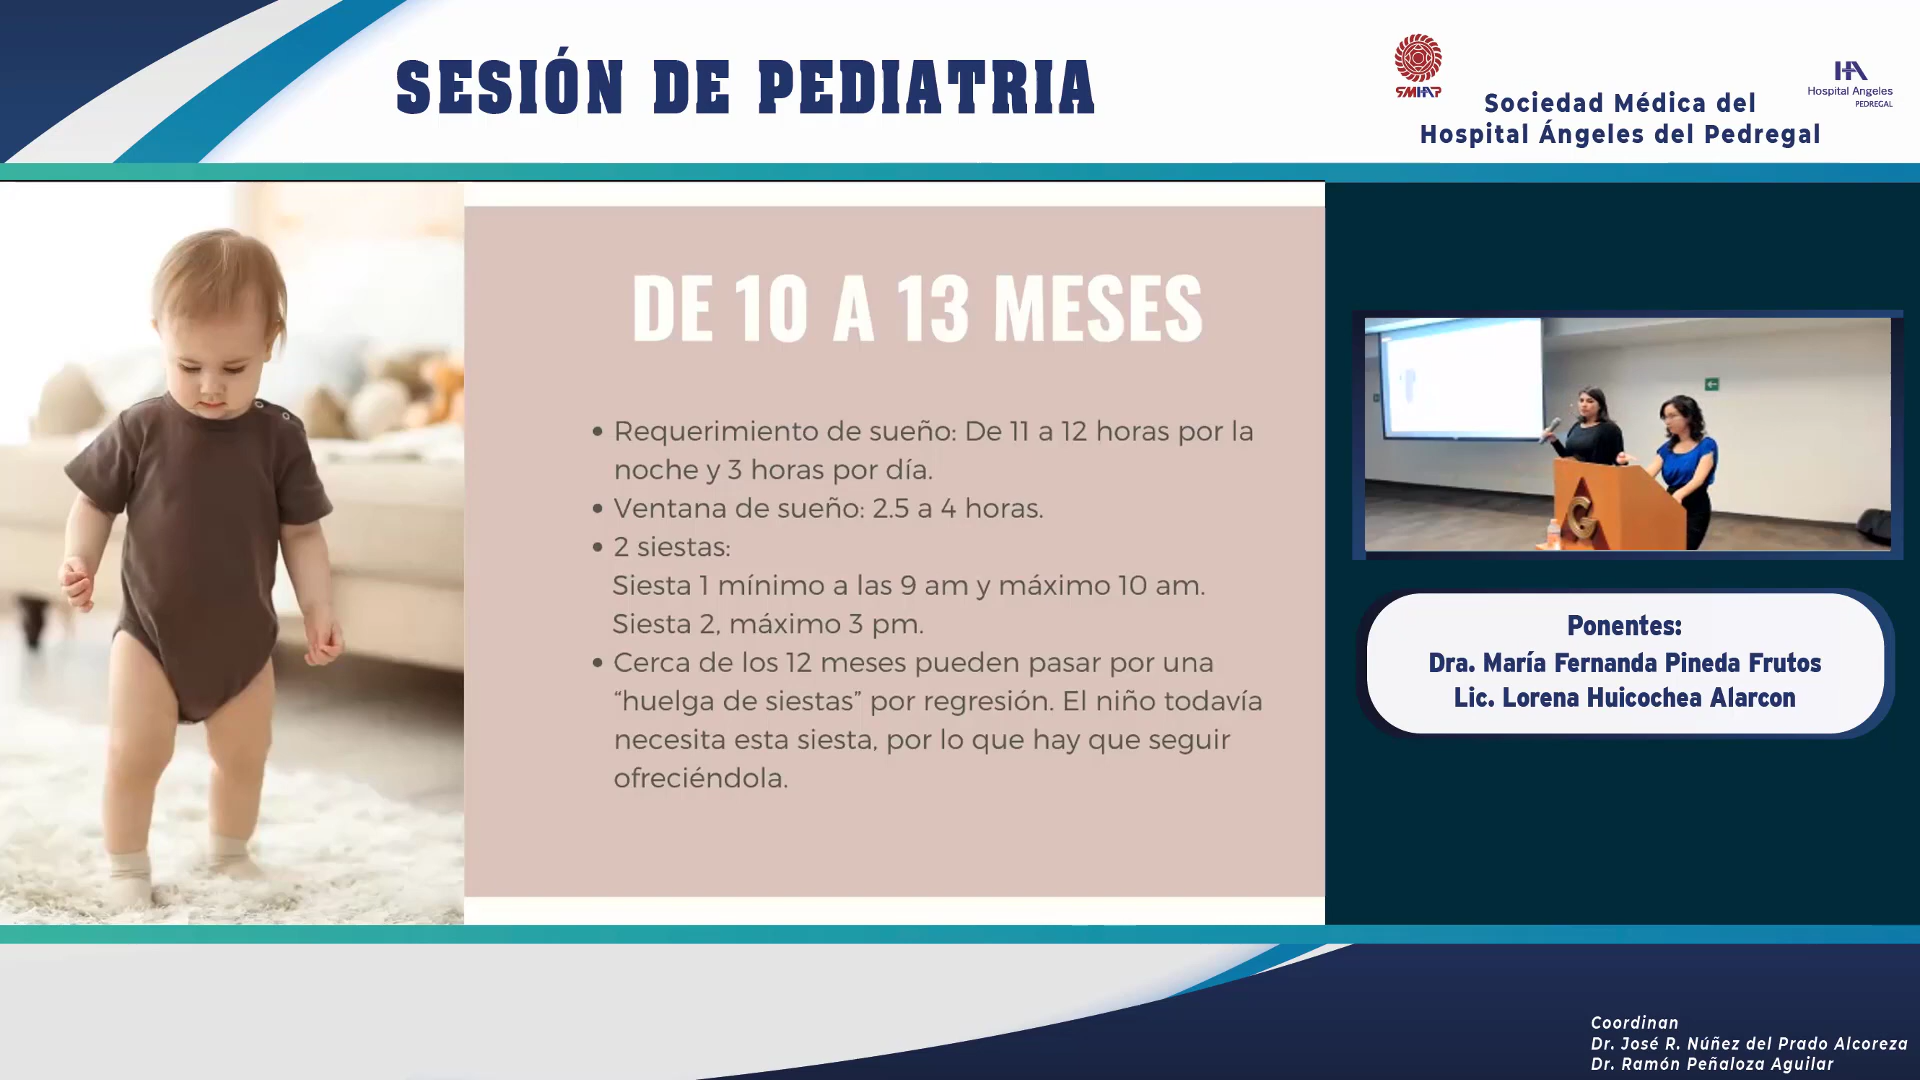 SESIÓN DE PEDIATRIA
SMHAP
Sociedad Médica del
Hospital Ángeles del Pedregal
HA
Hospital Angeles
PEDREGAL
DE 10 A 13 MESES
• Requerimiento de sueño: De 11 a 12 horas por la
noche y 3 horas por día.
• Ventana de sueño: 2.5 a 4 horas.
• 2 siestas:
Siesta 1 mínimo a las 9 am y máximo 10 am.
Siesta 2, máximo 3 pm.
• Cerca de los 12 meses pueden pasar por una
“huelga de siestas” por regresión. El niño todavía
necesita esta siesta, por lo que hay que seguir
ofreciéndola.
Ponentes:
Dra. María Fernanda Pineda Frutos
Lic. Lorena Huicochea Alarcon
Coordinan
Dr. José R. Núñez del Prado Alcoreza
Dr. Ramón Peñaloza Aguilar